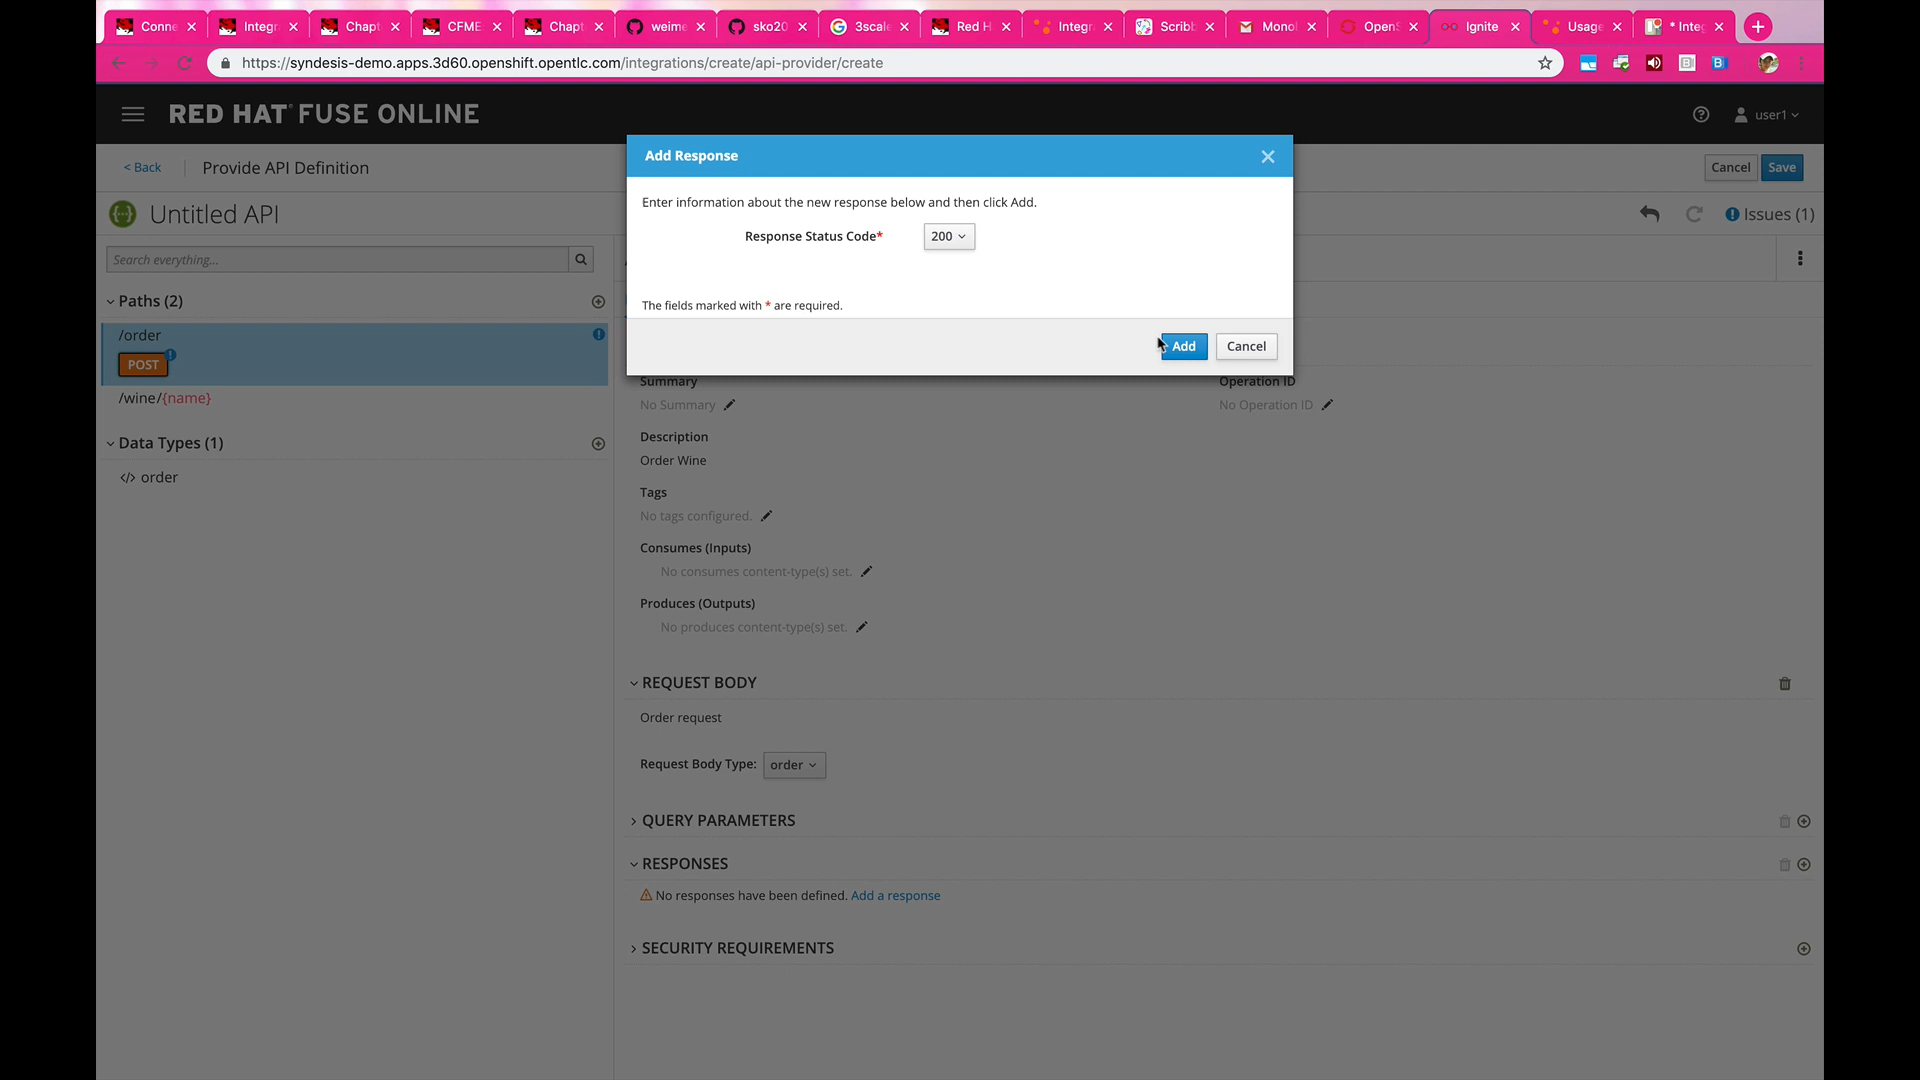 Conne
Integr
Chapt
CFME
Chapt
weime
sko20
3scale
Red H
Integr
Scribb
Mono
OpenS
Ignite
Usage
* Integ
https://syndesis-demo.apps.3d60.openshift.opentlc.com/integrations/create/api-provider/create
RED HAT FUSE ONLINE
user1
< Back
Provide API Definition
Cancel
Save
Untitled API
Issues (1)
Search everything...
Paths (2)
/order
POST
/wine/{name}
Data Types (1)
order
Add Response
Enter information about the new response below and then click Add.
Response Status Code*
200
The fields marked with * are required.
Add
Cancel
Summary
Operation ID
No Summary
No Operation ID
Description
Order Wine
Tags
No tags configured.
Consumes (Inputs)
No consumes content-type(s) set.
Produces (Outputs)
No produces content-type(s) set.
REQUEST BODY
Order request
Request Body Type:
order
QUERY PARAMETERS
RESPONSES
No responses have been defined. Add a response
SECURITY REQUIREMENTS